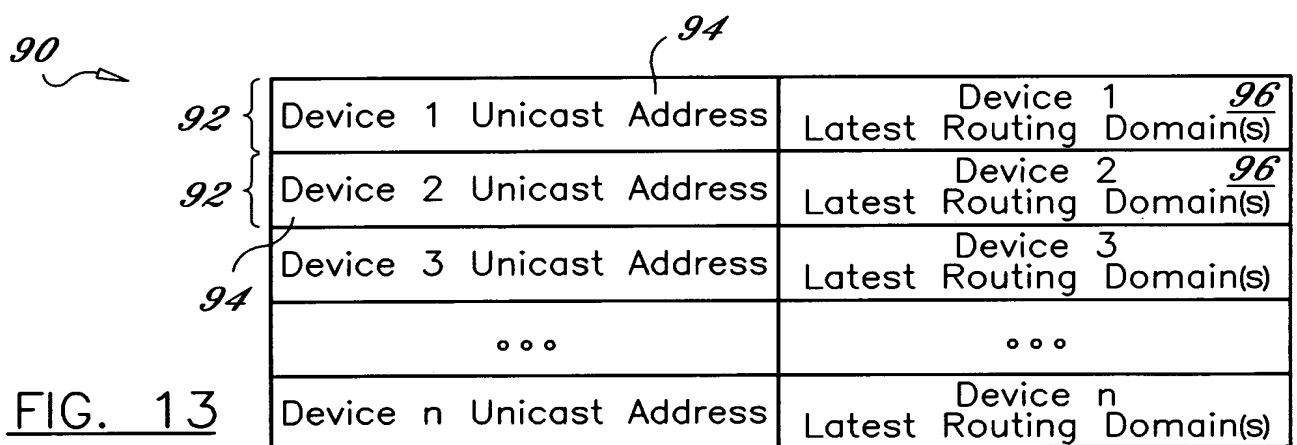 94
90
92 Device 1 Unicast Address Device 1 96
Latest Routing Domain(s)
92 Device 2 Unicast Address Device 2 96
Latest Routing Domain(s)
94 Device 3 Unicast Address Device 3
Latest Routing Domain(s)
ooo ooo
FIG. 13 Device n Unicast Address Device n
Latest Routing Domain(s)